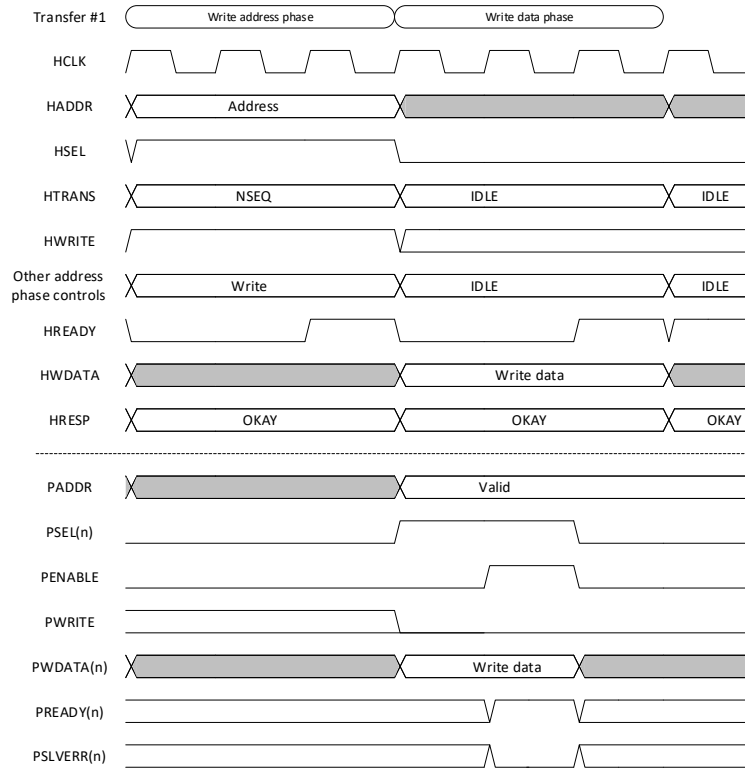 Transfer #1 Write address phase Write data phase
HCLK
HADDR Address
HSEL
HTRANS NSEQ IDLE IDLE
HWRITE
Other address
phase controls Write IDLE IDLE
HREADY
HWDATA Write data
HRESP OKAY OKAY OKAY
PADDR Valid
PSEL(n)
PENABLE
PWRITE
PWDATA(n) Write data
PREADY(n)
PSLVERR(n)